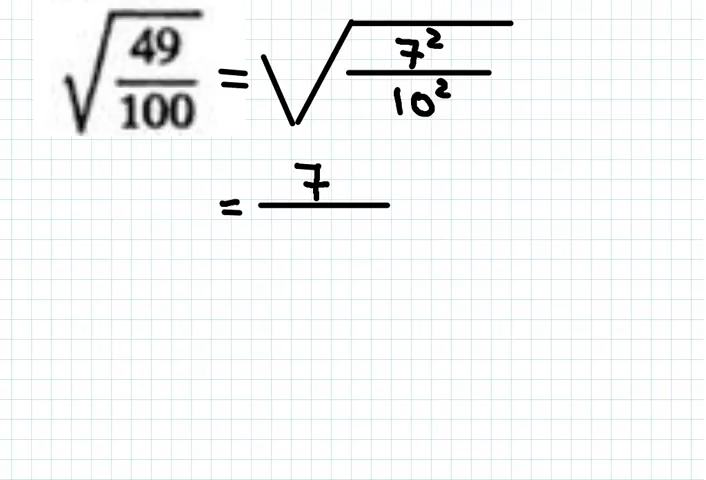 √(49/100) = √(7²/10²)
= 7/